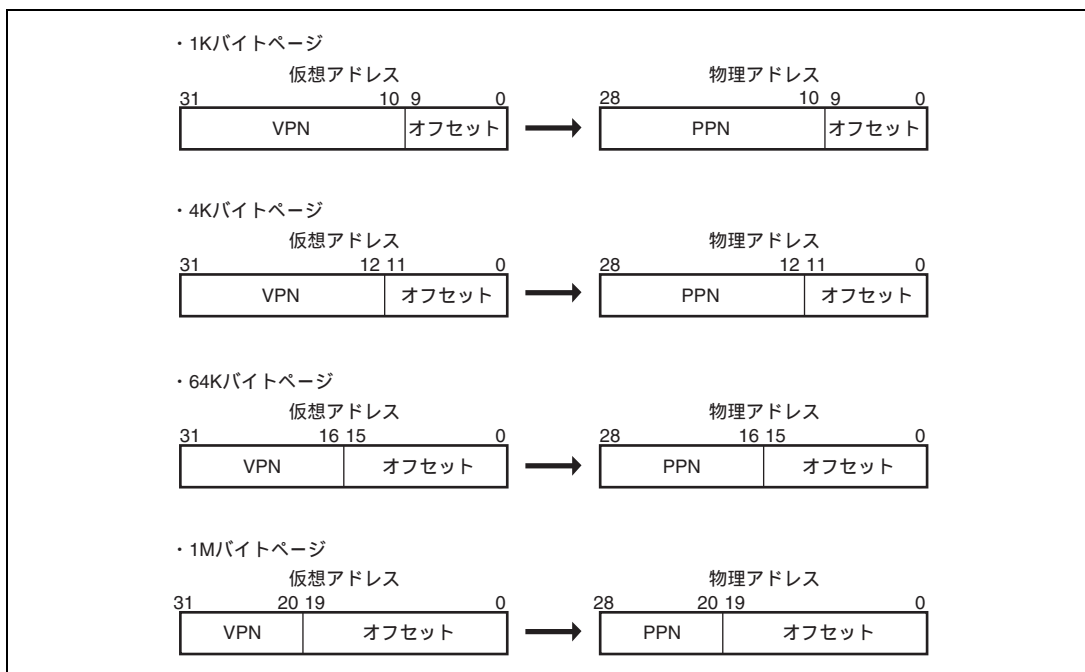 ・1Kバイトページ
仮想アドレス 物理アドレス
31 10 9 0 28 10 9 0
VPN オフセット PPN オフセット
・4Kバイトページ
仮想アドレス 物理アドレス
31 12 11 0 28 12 11 0
VPN オフセット PPN オフセット
・64Kバイトページ
仮想アドレス 物理アドレス
31 16 15 0 28 16 15 0
VPN オフセット PPN オフセット
・1Mバイトページ
仮想アドレス 物理アドレス
31 20 19 0 28 20 19 0
VPN オフセット PPN オフセット